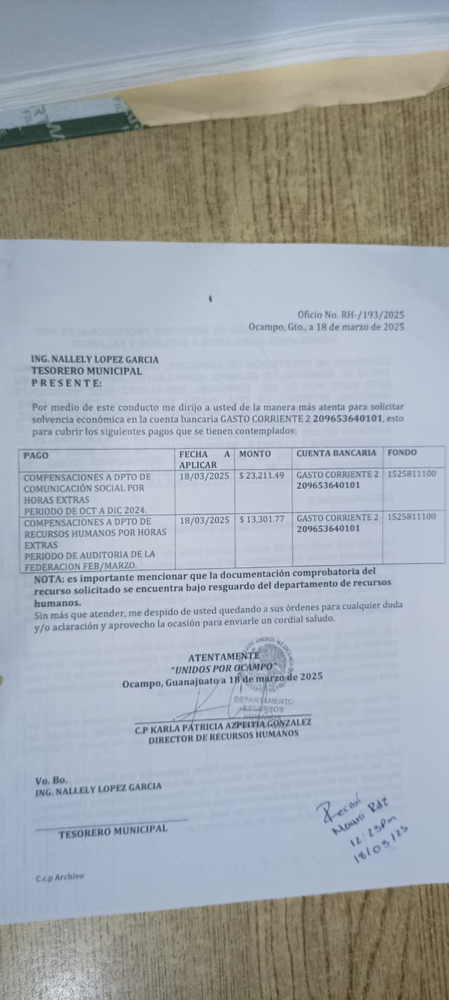 Oficio No. RH-/193/2025
Ocampo, Gto., a 18 de marzo de 2025
ING. NALLELY LOPEZ GARCIA
TESORERO MUNICIPAL
P R E S E N T E:
Por medio de este conducto me dirijo a usted de la manera más atenta para solicitar
solvencia económica en la cuenta bancaria GASTO CORRIENTE 2 209653640101, esto
para cubrir los siguientes pagos que se tienen contemplados:
PAGO FECHA A APLICAR MONTO CUENTA BANCARIA FONDO
COMPENSACIONES A DPTO DE 18/03/2025 $ 23,211.49 GASTO CORRIENTE 2 1525811100
COMUNICACIÓN SOCIAL POR 209653640101
HORAS EXTRAS
PERIODO DE OCT A DIC 2024.
COMPENSACIONES A DPTO DE 18/03/2025 $ 13,301.77 GASTO CORRIENTE 2 1525811100
RECURSOS HUMANOS POR HORAS 209653640101
EXTRAS
PERIODO DE AUDITORIA DE LA
FEDERACION FEB/MARZO.
NOTA: es importante mencionar que la documentación comprobatoria del
recurso solicitado se encuentra bajo resguardo del departamento de recursos
humanos.
Sin más que atender, me despido de usted quedando a sus órdenes para cualquier duda
y/o aclaración y aprovecho la ocasión para enviarle un cordial saludo.
ATENTAMENTE
"UNIDOS POR OCAMPO"
Ocampo, Guanajuato a 18 de marzo de 2025
UNIDOS MEXICANOS
DEPARTAMENTO
RECURSOS
HUMANOS
C.P KARLA PATRICIA AZPEITIA GONZALEZ
DIRECTOR DE RECURSOS HUMANOS
Vo. Bo.
ING. NALLELY LOPEZ GARCIA
TESORERO MUNICIPAL
Recibí
Mayra Rdz
12:23pm
18/03/25
C.c.p Archivo